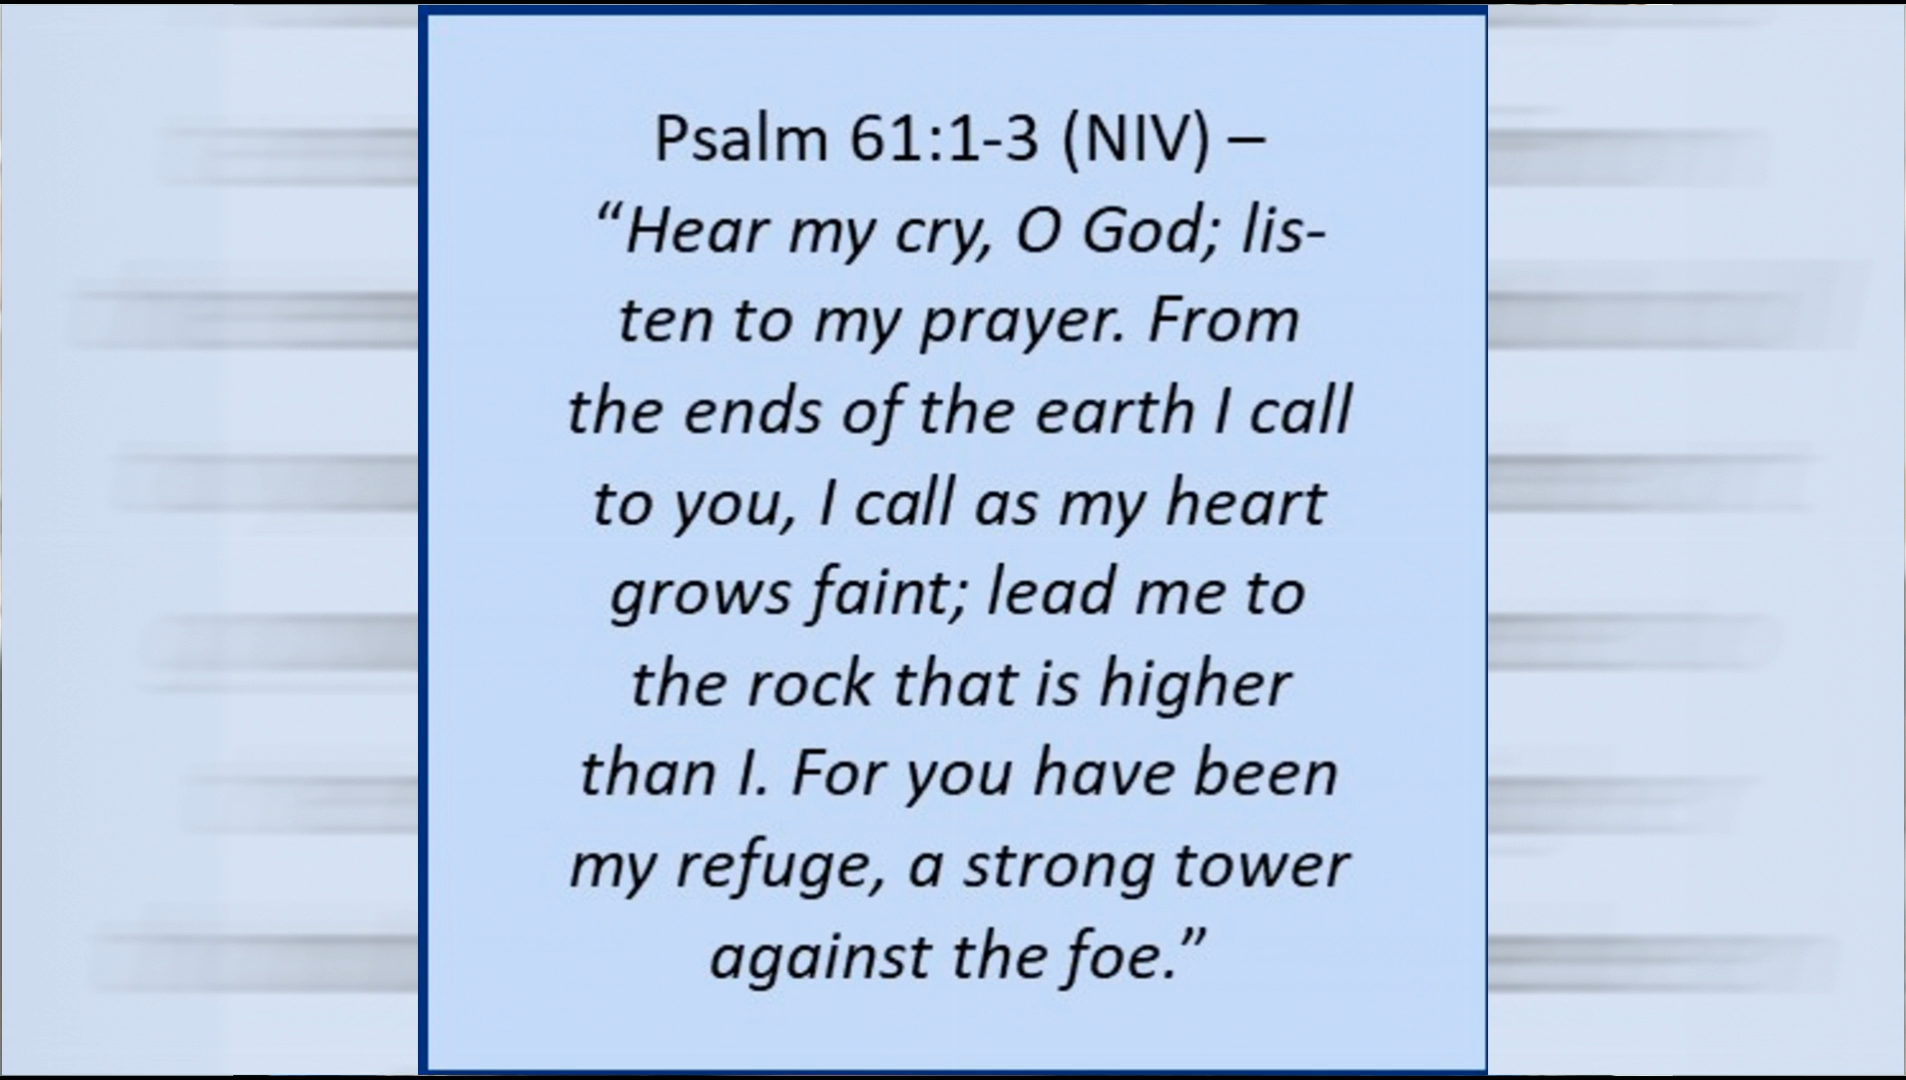 Psalm 61:1-3 (NIV) –
“Hear my cry, O God; lis-
ten to my prayer. From
the ends of the earth I call
to you, I call as my heart
grows faint; lead me to
the rock that is higher
than I. For you have been
my refuge, a strong tower
against the foe.”